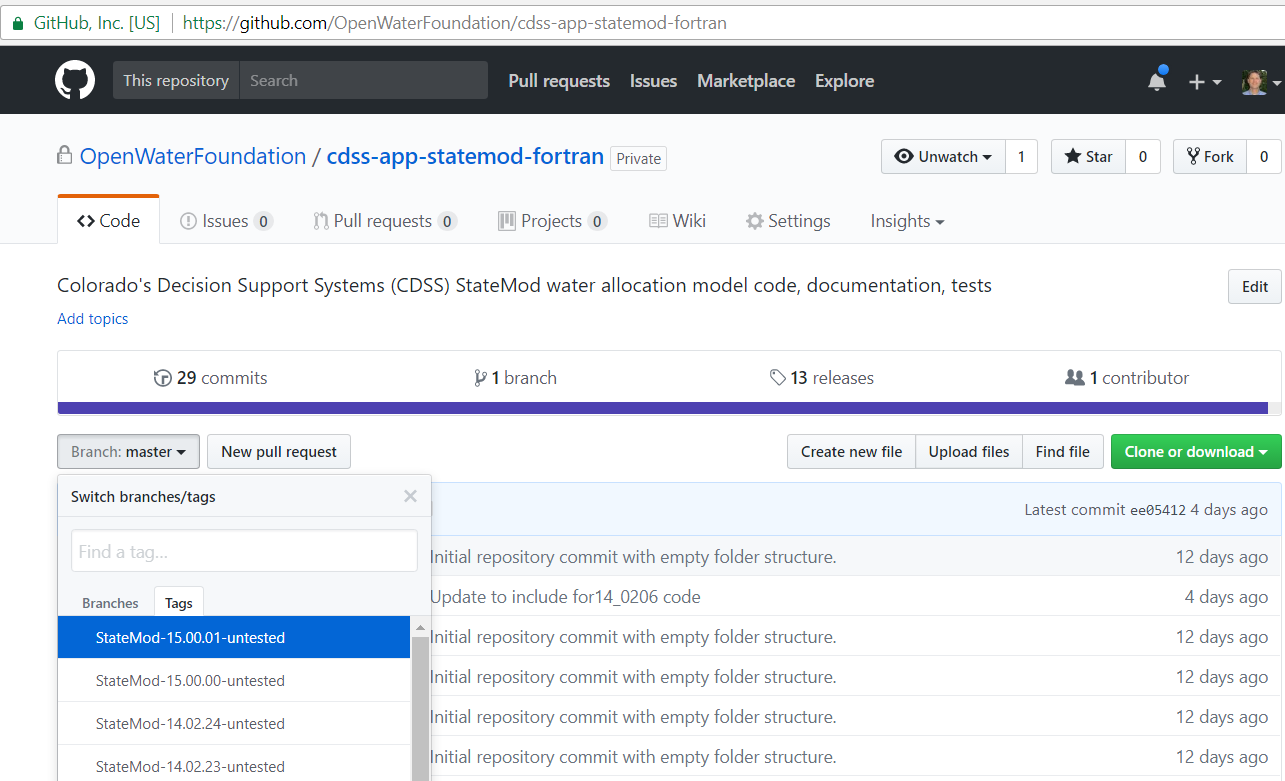 GitHub, Inc. [US] https://github.com/OpenWaterFoundation/cdss-app-statemod-fortran
This repository Search Pull requests Issues Marketplace Explore
OpenWaterFoundation / cdss-app-statemod-fortran Private Unwatch 1 Star 0 Fork 0
Code Issues 0 Pull requests 0 Projects 0 Wiki Settings Insights
Colorado's Decision Support Systems (CDSS) StateMod water allocation model code, documentation, tests Edit
Add topics
29 commits 1 branch 13 releases 1 contributor
Branch: master New pull request Create new file Upload files Find file Clone or download
Switch branches/tags
Latest commit ee05412 4 days ago
Find a tag...
Initial repository commit with empty folder structure. 12 days ago
Branches Tags
Update to include for14_0206 code 4 days ago
StateMod-15.00.01-untested
Initial repository commit with empty folder structure. 12 days ago
StateMod-15.00.00-untested
Initial repository commit with empty folder structure. 12 days ago
StateMod-14.02.24-untested
Initial repository commit with empty folder structure. 12 days ago
StateMod-14.02.23-untested
Initial repository commit with empty folder structure. 12 days ago